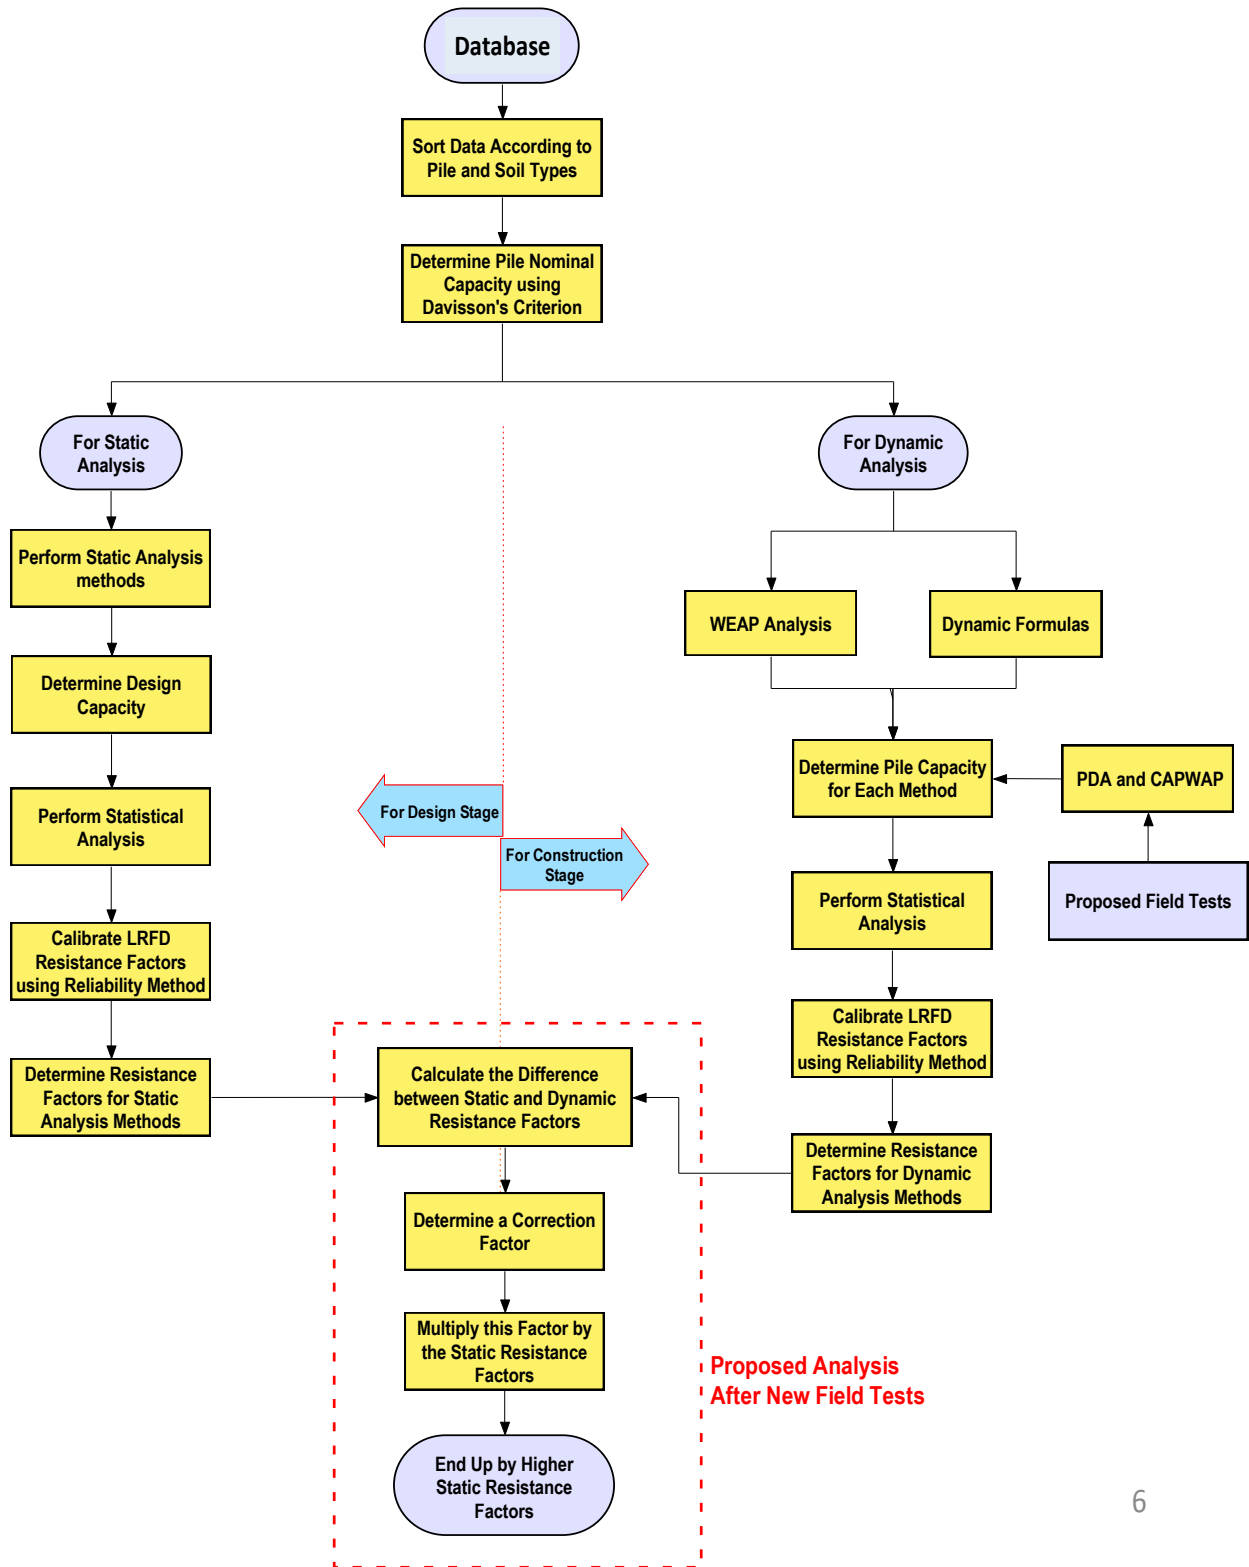 Database
Sort Data According to
Pile and Soil Types
Determine Pile Nominal
Capacity using
Davisson's Criterion
For Static
Analysis
Perform Static Analysis
methods
Determine Design
Capacity
Perform Statistical
Analysis
Calibrate LRFD
Resistance Factors
using Reliability Method
Determine Resistance
Factors for Static
Analysis Methods
For Dynamic
Analysis
WEAP Analysis
Dynamic Formulas
Determine Pile Capacity
for Each Method
PDA and CAPWAP
Proposed Field Tests
Perform Statistical
Analysis
Calibrate LRFD
Resistance Factors
using Reliability Method
Determine Resistance
Factors for Dynamic
Analysis Methods
For Design Stage
For Construction
Stage
Calculate the Difference
between Static and Dynamic
Resistance Factors
Determine a Correction
Factor
Multiply this Factor by
the Static Resistance
Factors
End Up by Higher
Static Resistance
Factors
Proposed Analysis
After New Field Tests
6